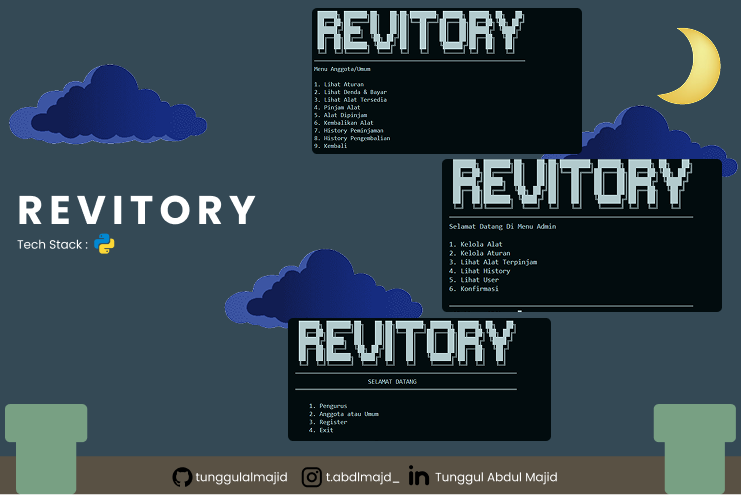 REVITORY
Menu Anggota/Umum
1. Lihat Aturan
2. Lihat Denda & Bayar
3. Lihat Alat Tersedia
4. Pinjam Alat
5. Alat Dipinjam
6. Kembalikan Alat
7. History Peminjaman
8. History Pengembalian
9. Kembali
REVITORY
Selamat Datang Di Menu Admin
1. Kelola Alat
2. Kelola Aturan
3. Lihat Alat Terpinjam
4. Lihat History
5. Lihat User
6. Konfirmasi
REVITORY
Tech Stack :
REVITORY
SELAMAT DATANG
1. Pengurus
2. Anggota atau Umum
3. Register
4. Exit
tunggulalmajid t.abdlmajd_ in Tunggul Abdul Majid